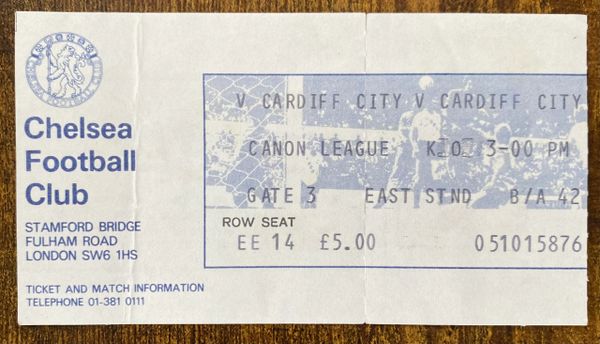 Chelsea
Football
Club
STAMFORD BRIDGE
FULHAM ROAD
LONDON SW6 1HS
TICKET AND MATCH INFORMATION
TELEPHONE 01-381 0111
V CARDIFF CITY V CARDIFF CITY
CANON LEAGUE K O 3-00 PM
GATE 3 EAST STND B/A 42
ROW SEAT
EE 14 £5.00 051015876